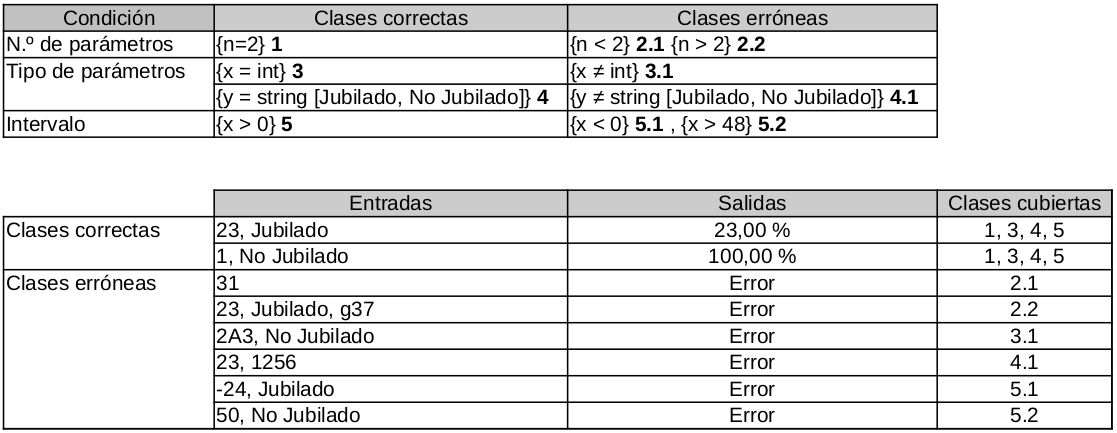 Condición Clases correctas Clases erróneas
N.º de parámetros {n=2} 1 {n < 2} 2.1 {n > 2} 2.2
Tipo de parámetros {x = int} 3 {x ≠ int} 3.1
{y = string [Jubilado, No Jubilado]} 4 {y ≠ string [Jubilado, No Jubilado]} 4.1
Intervalo {x > 0} 5 {x < 0} 5.1 , {x > 48} 5.2
Entradas Salidas Clases cubiertas
Clases correctas 23, Jubilado 23,00 % 1, 3, 4, 5
1, No Jubilado 100,00 % 1, 3, 4, 5
Clases erróneas 31 Error 2.1
23, Jubilado, g37 Error 2.2
2A3, No Jubilado Error 3.1
23, 1256 Error 4.1
-24, Jubilado Error 5.1
50, No Jubilado Error 5.2